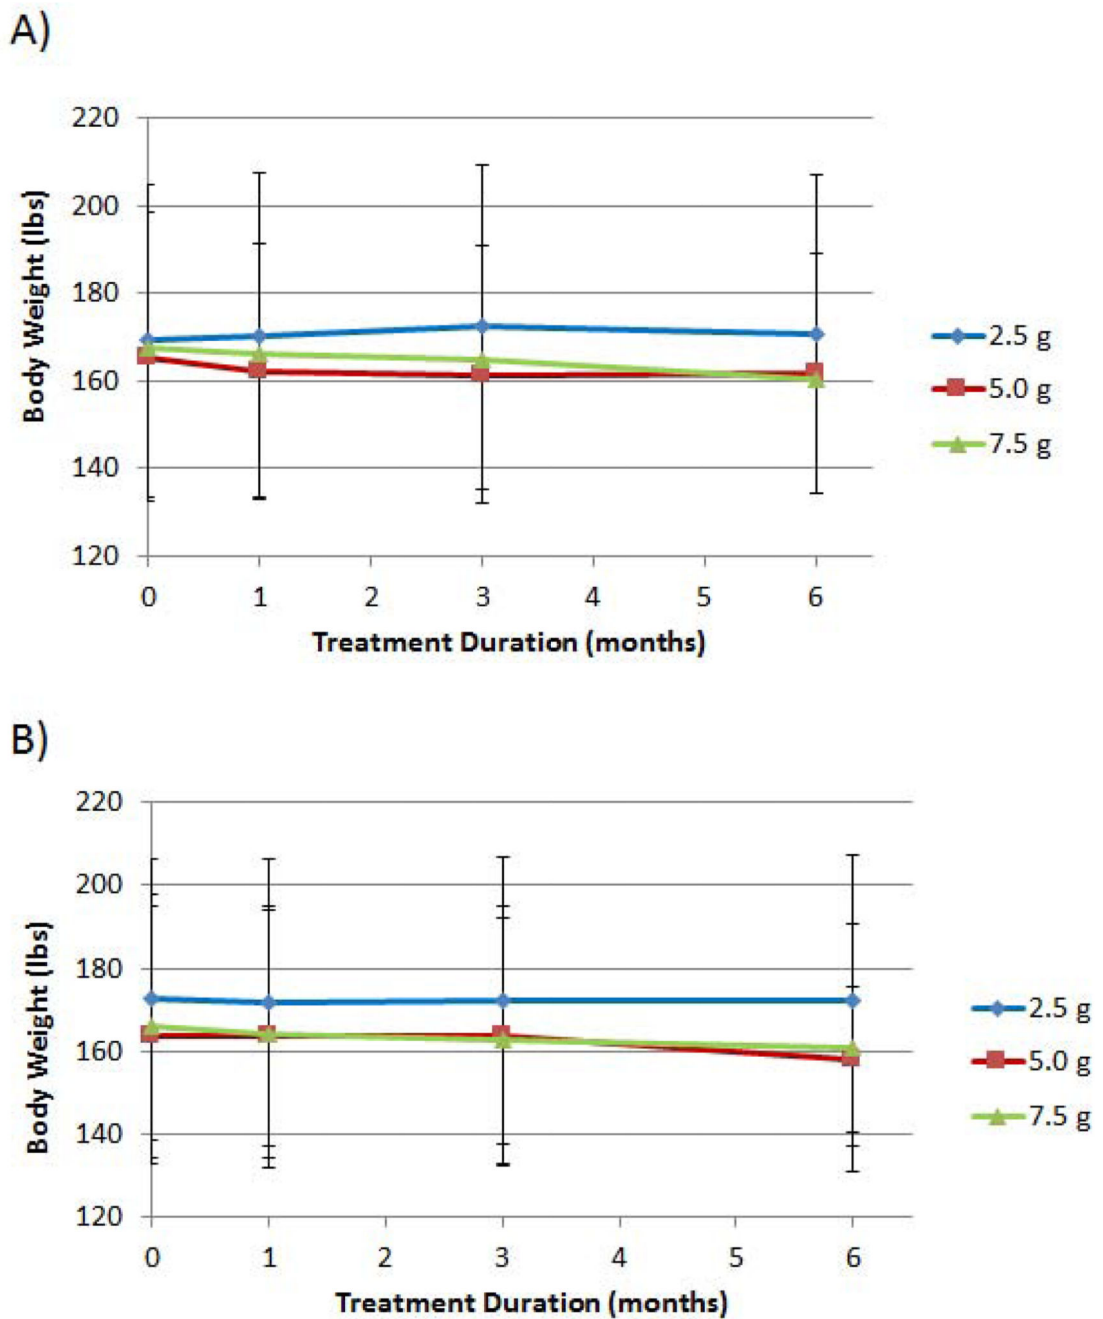 A)
220
200
180
160
140
120
Body Weight (lbs)
0 1 2 3 4 5 6
Treatment Duration (months)
2.5 g
5.0 g
7.5 g
B)
220
200
180
160
140
120
Body Weight (lbs)
0 1 2 3 4 5 6
Treatment Duration (months)
2.5 g
5.0 g
7.5 g